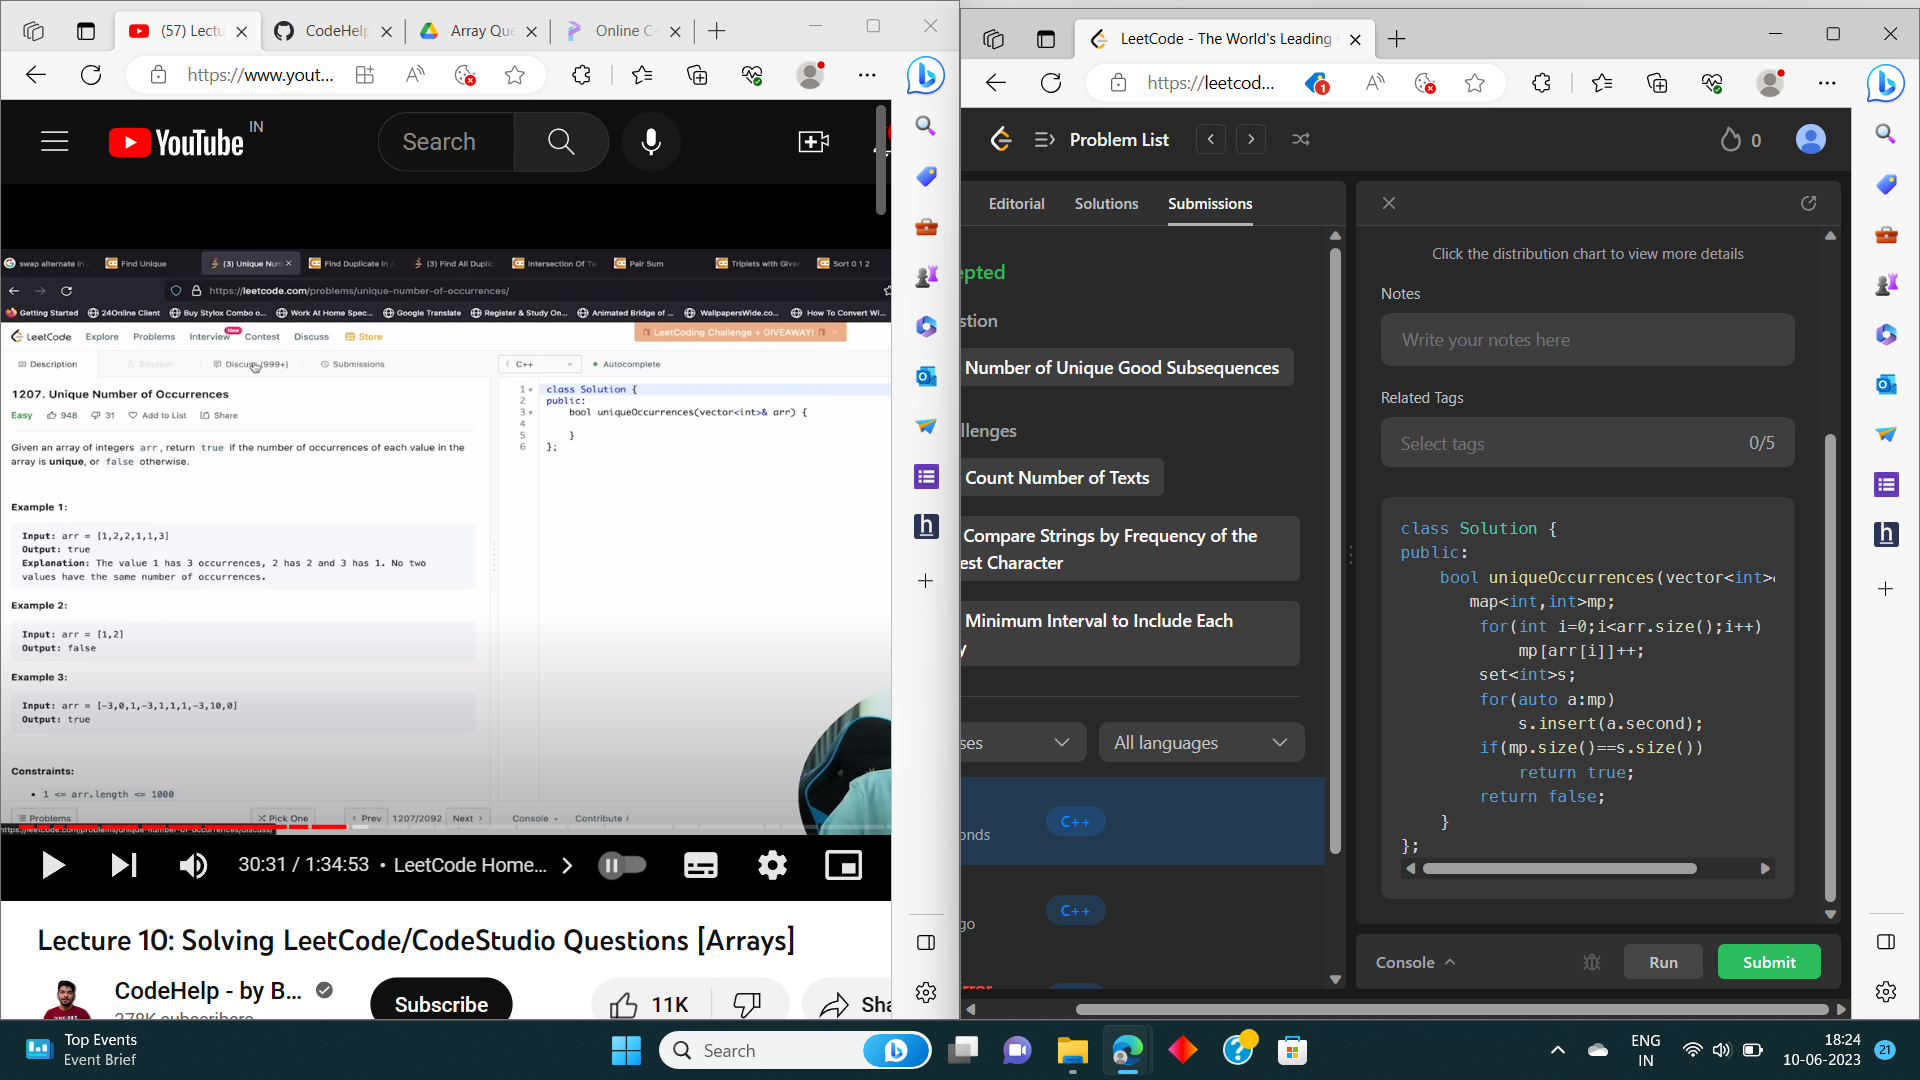 (57) Lectu
CodeHelp
Array Que
Online C
https://www.yout...
YouTube
IN
Search
swap alternate in
Find Unique
(3) Unique Num
Find Duplicate in
(3) Find All Duplic
Intersection Of
Pair Sum
Triplets with Give
Sort 0 1 2
https://leetcode.com/problems/unique-number-of-occurrences/
Getting Started
24Online Client
Buy Stylox Combo o...
Work At Home Spec...
Google Translate
Register & Study On...
Animated Bridge of ...
WallpapersWide.co...
How To Convert Wi...
LeetCode
Explore
Problems
Interview
New
Contest
Discuss
Store
LeetCoding Challenge + GIVEAWAY!
Description
Solution
Discuss (999+)
Submissions
C++
Autocomplete
1207. Unique Number of Occurrences
Easy
948
31
Add to List
Share
Given an array of integers arr, return true if the number of occurrences of each value in the
array is unique, or false otherwise.
Example 1:
Input: arr = [1,2,2,1,1,3]
Output: true
Explanation: The value 1 has 3 occurrences, 2 has 2 and 3 has 1. No two
values have the same number of occurrences.
Example 2:
Input: arr = [1,2]
Output: false
Example 3:
Input: arr = [-3,0,1,-3,1,1,1,-3,10,0]
Output: true
Constraints:
• 1 <= arr.length <= 1000
1 class Solution {
2 public:
3 bool uniqueOccurrences(vector<int>& arr) {
4
5 }
6 };
Problems
Pick One
Prev
1207/2092
Next
Console
Contribute
https://leetcode.com/problems/unique-number-of-occurrences/discuss/
30:31 / 1:34:53 • LeetCode Home...
Lecture 10: Solving LeetCode/CodeStudio Questions [Arrays]
CodeHelp - by B...
278K subscribers
Subscribe
11K
Sha
LeetCode - The World's Leading
https://leetcod...
1
Problem List
0
Editorial
Solutions
Submissions
epted
stion
Number of Unique Good Subsequences
llenges
Count Number of Texts
Compare Strings by Frequency of the
est Character
Minimum Interval to Include Each
y
ses
All languages
C++
onds
C++
go
rror
Click the distribution chart to view more details
Notes
Write your notes here
Related Tags
Select tags
0/5
class Solution {
public:
bool uniqueOccurrences(vector<int>&
map<int,int>mp;
for(int i=0;i<arr.size();i++)
mp[arr[i]]++;
set<int>s;
for(auto a:mp)
s.insert(a.second);
if(mp.size()==s.size())
return true;
return false;
}
};
Console
Run
Submit
Top Events
Event Brief
Search
ENG
IN
18:24
10-06-2023
21